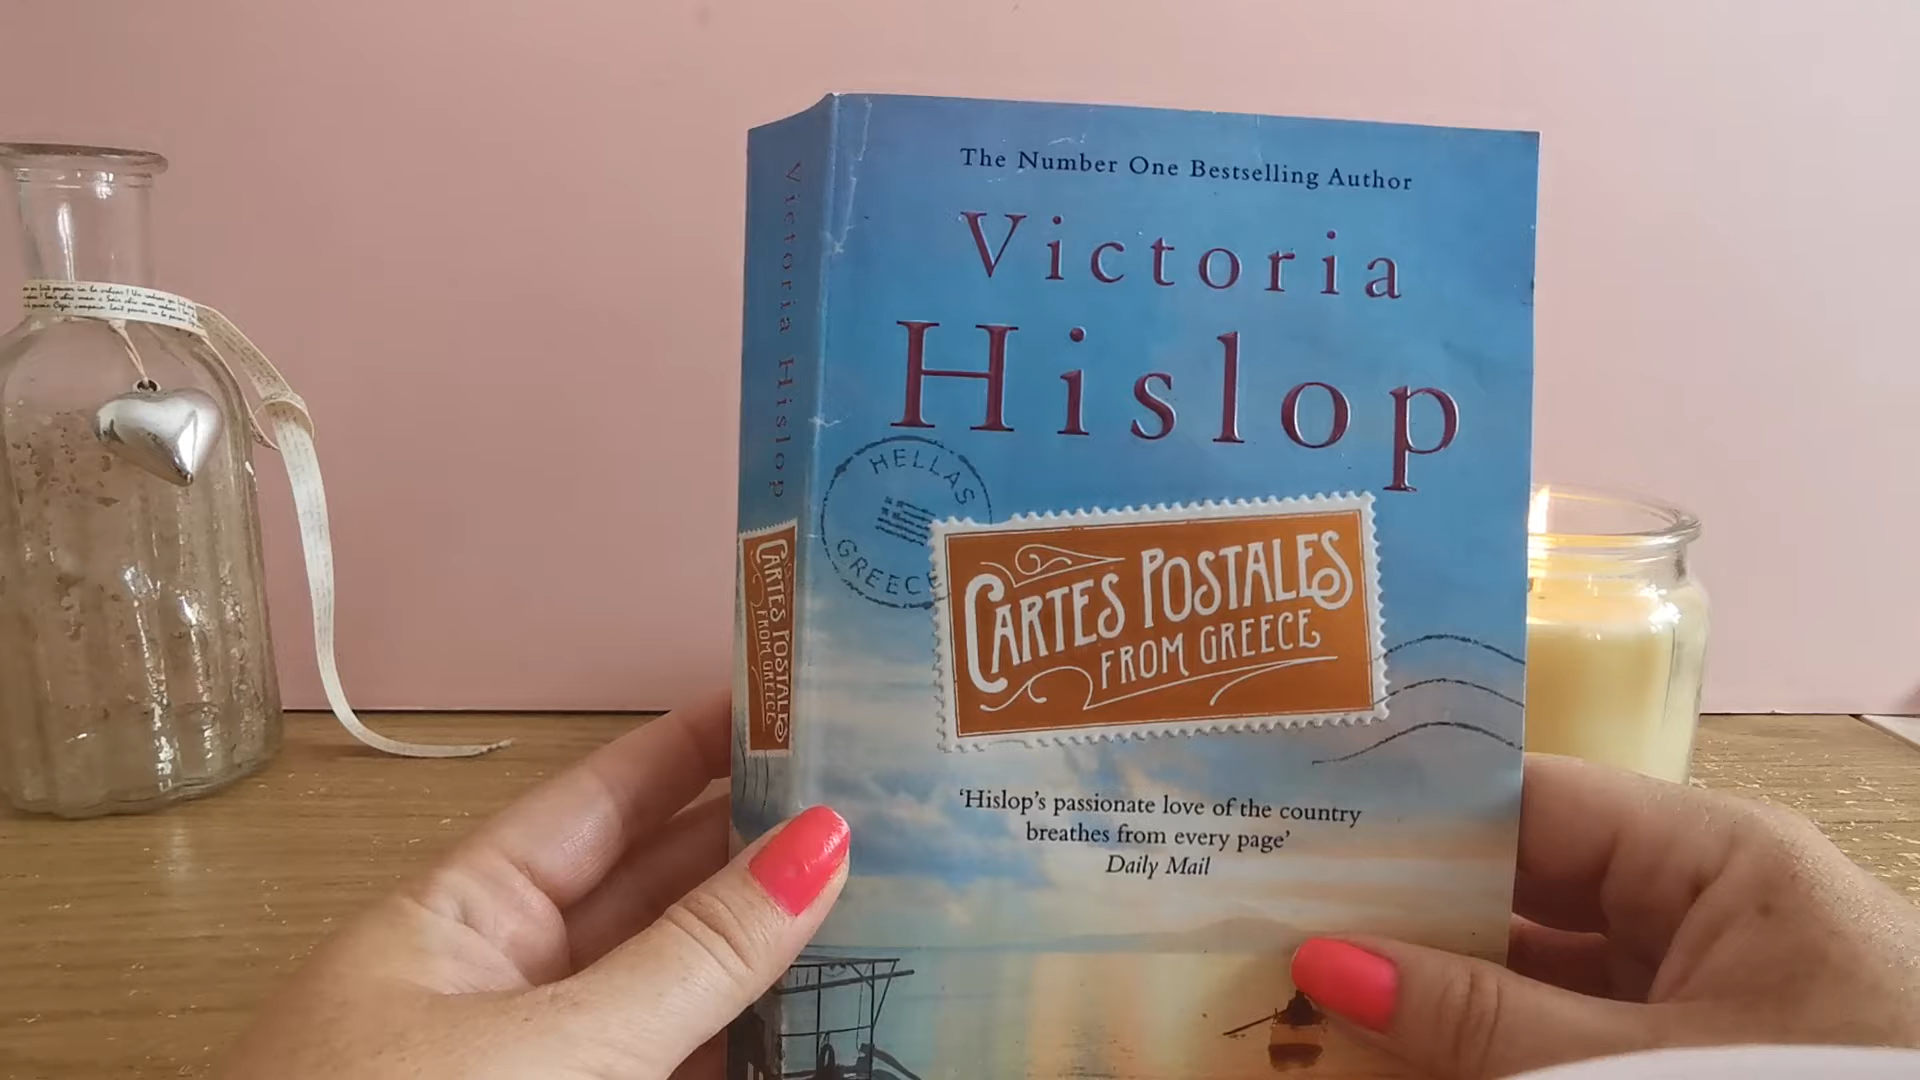 The Number One Bestselling Author
Victoria
Hislop
HELLAS
GREECE
CARTES POSTALES
FROM GREECE
'Hislop's passionate love of the country
breathes from every page'
Daily Mail
Victoria Hislop
CARTES POSTALES
FROM GREECE